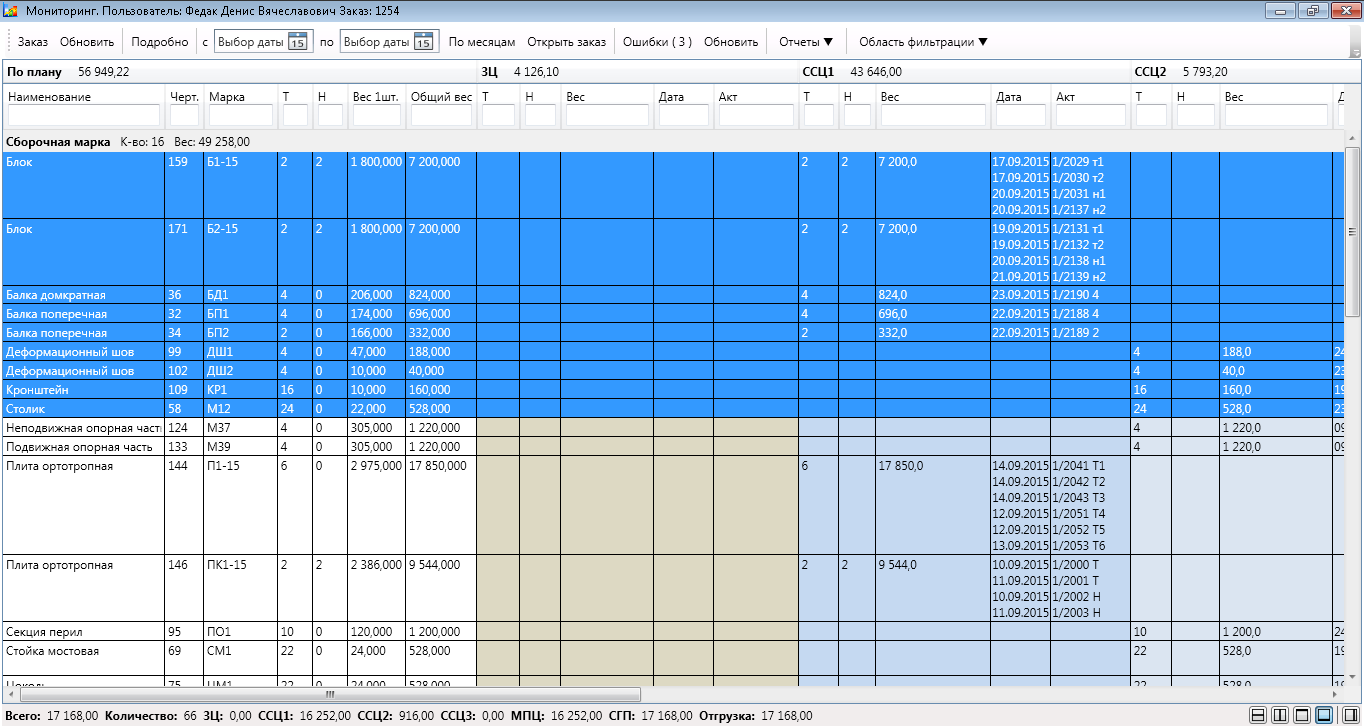 Мониторинг. Пользователь: Федак Денис Вячеславович Заказ: 1254
Заказ Обновить Подробно с Выбор даты 15 по Выбор даты 15 По месяцам Открыть заказ Ошибки ( 3 ) Обновить Отчеты ▼ Область фильтрации ▼
По плану 56 949,22 ЗЦ 4 126,10 ССЦ1 43 646,00 ССЦ2 5 793,20
Наименование Черт. Марка Т Н Вес 1шт. Общий вес Т Н Вес Дата Акт Т Н Вес Дата Акт Т Н Вес
Сборочная марка К-во: 16 Вес: 49 258,00
Блок 159 Б1-15 2 2 1 800,000 7 200,000 2 2 7 200,0 17.09.2015 1/2029 т1
17.09.2015 1/2030 т2
20.09.2015 1/2031 н1
20.09.2015 1/2137 н2
Блок 171 Б2-15 2 2 1 800,000 7 200,000 2 2 7 200,0 19.09.2015 1/2131 т1
19.09.2015 1/2132 т2
20.09.2015 1/2138 н1
21.09.2015 1/2139 н2
Балка домкратная 36 БД1 4 0 206,000 824,000 4 824,0 23.09.2015 1/2190 4
Балка поперечная 32 БП1 4 0 174,000 696,000 4 696,0 22.09.2015 1/2188 4
Балка поперечная 34 БП2 2 0 166,000 332,000 2 332,0 22.09.2015 1/2189 2
Деформационный шов 99 ДШ1 4 0 47,000 188,000 4 188,0 24
Деформационный шов 102 ДШ2 4 0 10,000 40,000 4 40,0 23
Кронштейн 109 КР1 16 0 10,000 160,000 16 160,0 19
Столик 58 М12 24 0 22,000 528,000 24 528,0 23
Неподвижная опорная част 124 М37 4 0 305,000 1 220,000 4 1 220,0 09
Подвижная опорная часть 133 М39 4 0 305,000 1 220,000 4 1 220,0 09
Плита ортотропная 144 П1-15 6 0 2 975,000 17 850,000 6 17 850,0 14.09.2015 1/2041 Т1
14.09.2015 1/2042 Т2
14.09.2015 1/2043 Т3
12.09.2015 1/2051 Т4
12.09.2015 1/2052 Т5
13.09.2015 1/2053 Т6
Плита ортотропная 146 ПК1-15 2 2 2 386,000 9 544,000 2 2 9 544,0 10.09.2015 1/2000 Т
11.09.2015 1/2001 Т
10.09.2015 1/2002 Н
11.09.2015 1/2003 Н
Секция перил 95 ПО1 10 0 120,000 1 200,000 10 1 200,0 24
Стойка мостовая 69 СМ1 22 0 24,000 528,000 22 528,0 19
75 22 0 24,000 528,000 22 528,0
Всего: 17 168,00 Количество: 66 ЗЦ: 0,00 ССЦ1: 16 252,00 ССЦ2: 916,00 ССЦ3: 0,00 МПЦ: 16 252,00 СГП: 17 168,00 Отгрузка: 17 168,00